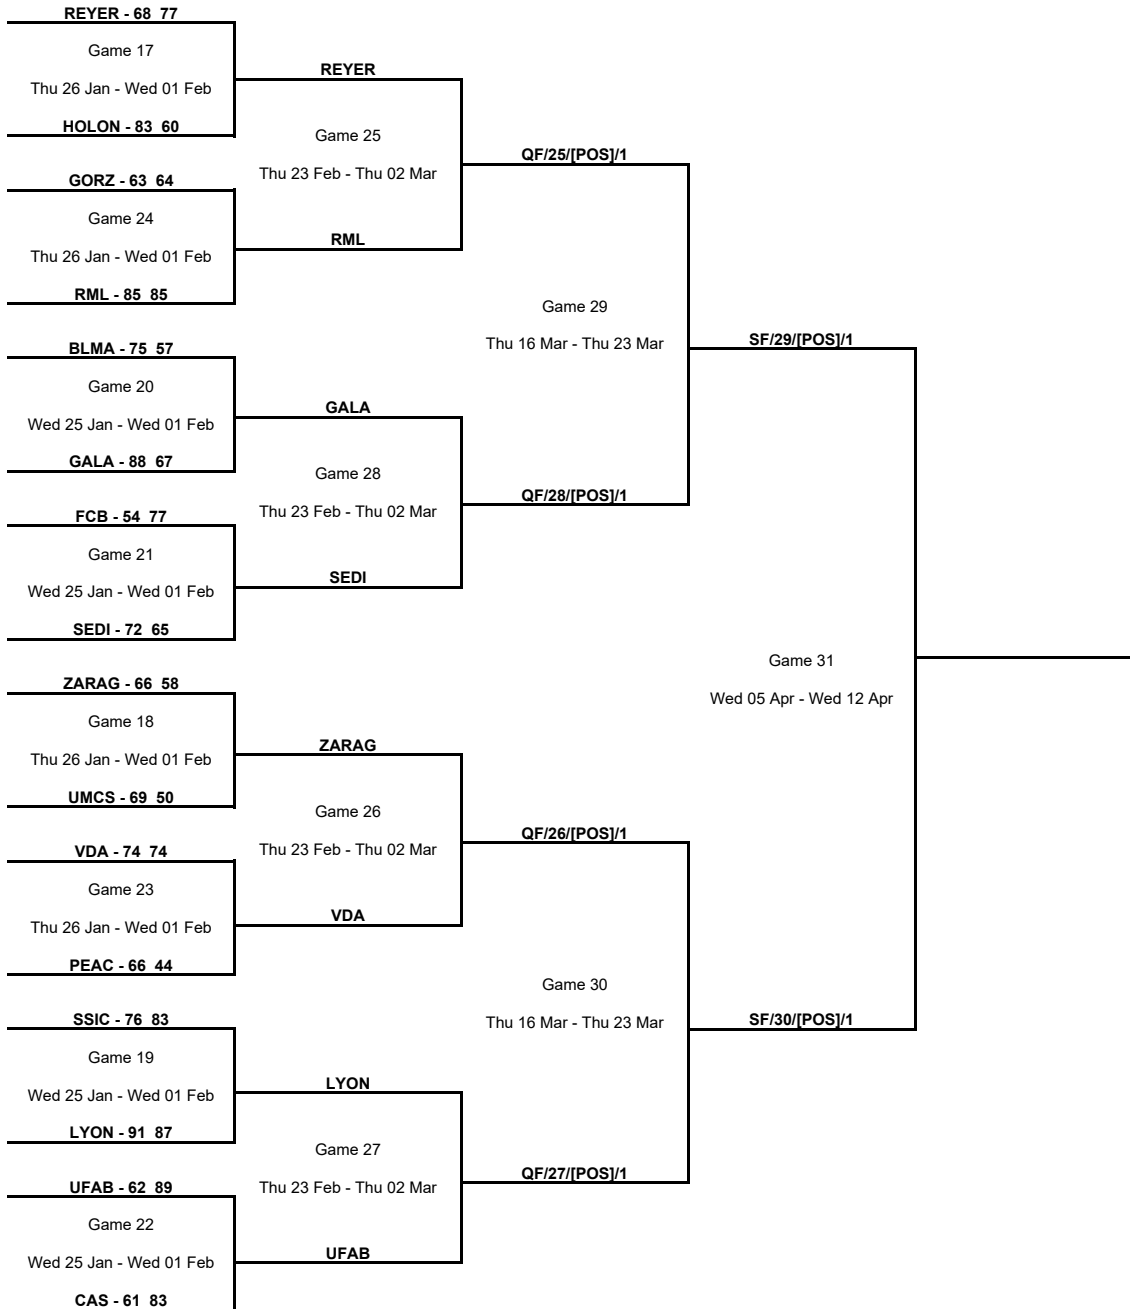 REYER - 68 77
Game 17
Thu 26 Jan - Wed 01 Feb
HOLON - 83 60
GORZ - 63 64
Game 24
Thu 26 Jan - Wed 01 Feb
RML - 85 85
BLMA - 75 57
Game 20
Wed 25 Jan - Wed 01 Feb
GALA - 88 67
FCB - 54 77
Game 21
Wed 25 Jan - Wed 01 Feb
SEDI - 72 65
ZARAG - 66 58
Game 18
Thu 26 Jan - Wed 01 Feb
UMCS - 69 50
VDA - 74 74
Game 23
Thu 26 Jan - Wed 01 Feb
PEAC - 66 44
SSIC - 76 83
Game 19
Wed 25 Jan - Wed 01 Feb
LYON - 91 87
UFAB - 62 89
Game 22
Wed 25 Jan - Wed 01 Feb
CAS - 61 83
REYER
Game 25
Thu 23 Feb - Thu 02 Mar
RML
GALA
Game 28
Thu 23 Feb - Thu 02 Mar
SEDI
ZARAG
Game 26
Thu 23 Feb - Thu 02 Mar
VDA
LYON
Game 27
Thu 23 Feb - Thu 02 Mar
UFAB
QF/25/[POS]/1
Game 29
Thu 16 Mar - Thu 23 Mar
QF/28/[POS]/1
QF/26/[POS]/1
Game 30
Thu 16 Mar - Thu 23 Mar
QF/27/[POS]/1
SF/29/[POS]/1
Game 31
Wed 05 Apr - Wed 12 Apr
SF/30/[POS]/1